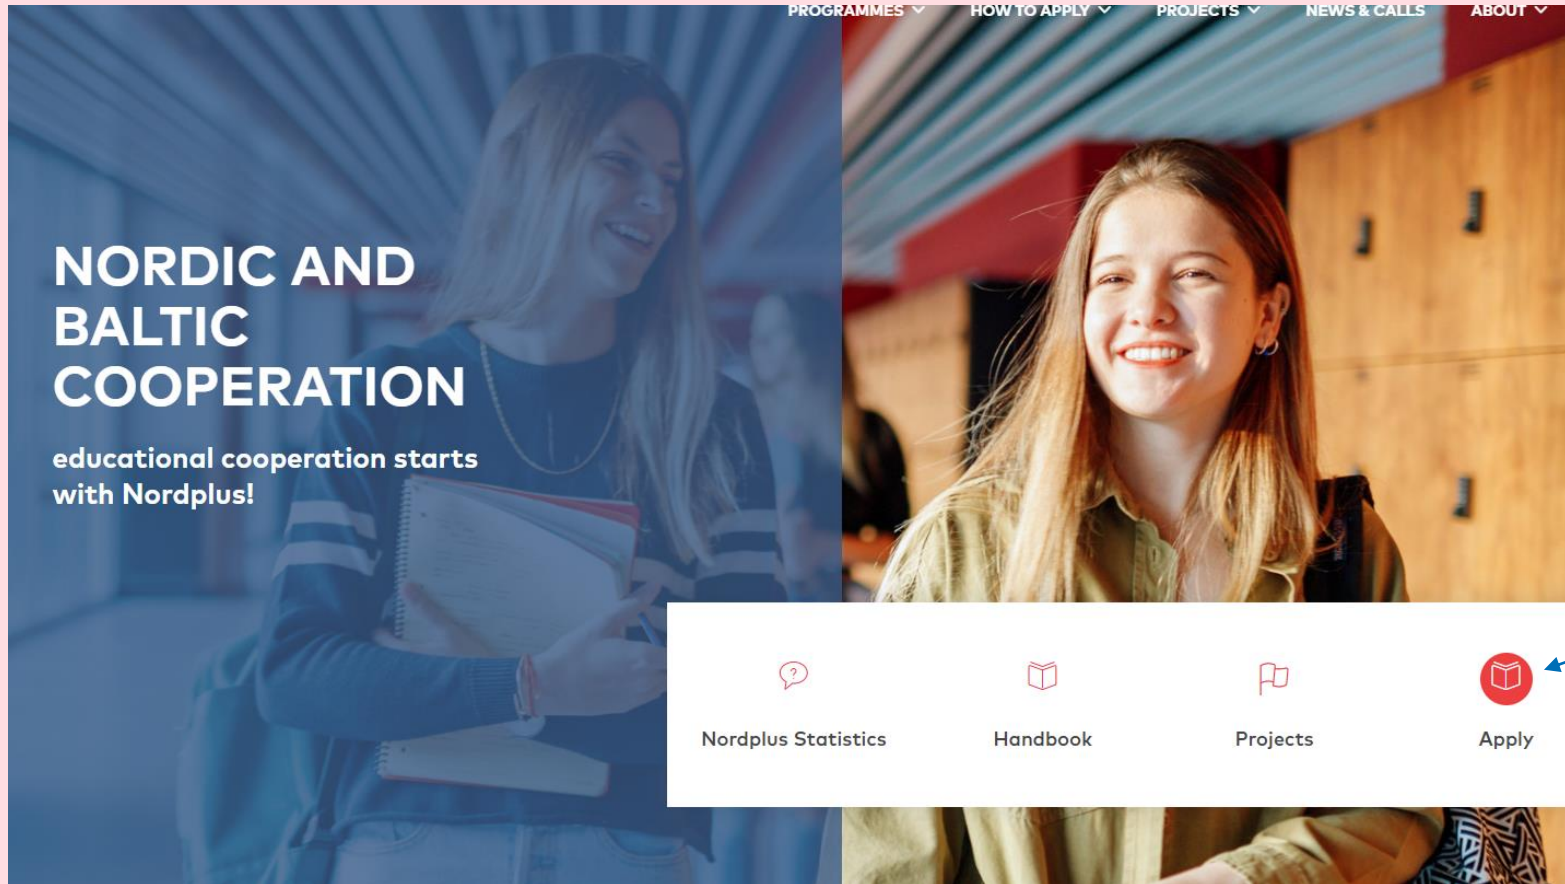 PROGRAMMES HOW TO APPLY PROJECTS NEWS & CALLS ABOUT
NORDIC AND
BALTIC
COOPERATION
educational cooperation starts
with Nordplus!
?
Nordplus Statistics Handbook Projects Apply